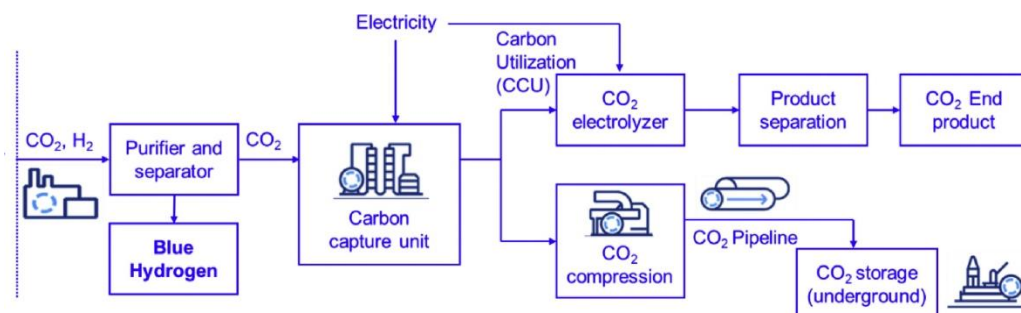 Electricity
Carbon
Utilization
(CCU)
CO₂
electrolyzer
Product
separation
CO₂ End
product
CO₂, H₂
Purifier and
separator
CO₂
Carbon
capture unit
Blue
Hydrogen
CO₂
compression
CO₂ Pipeline
CO₂ storage
(underground)